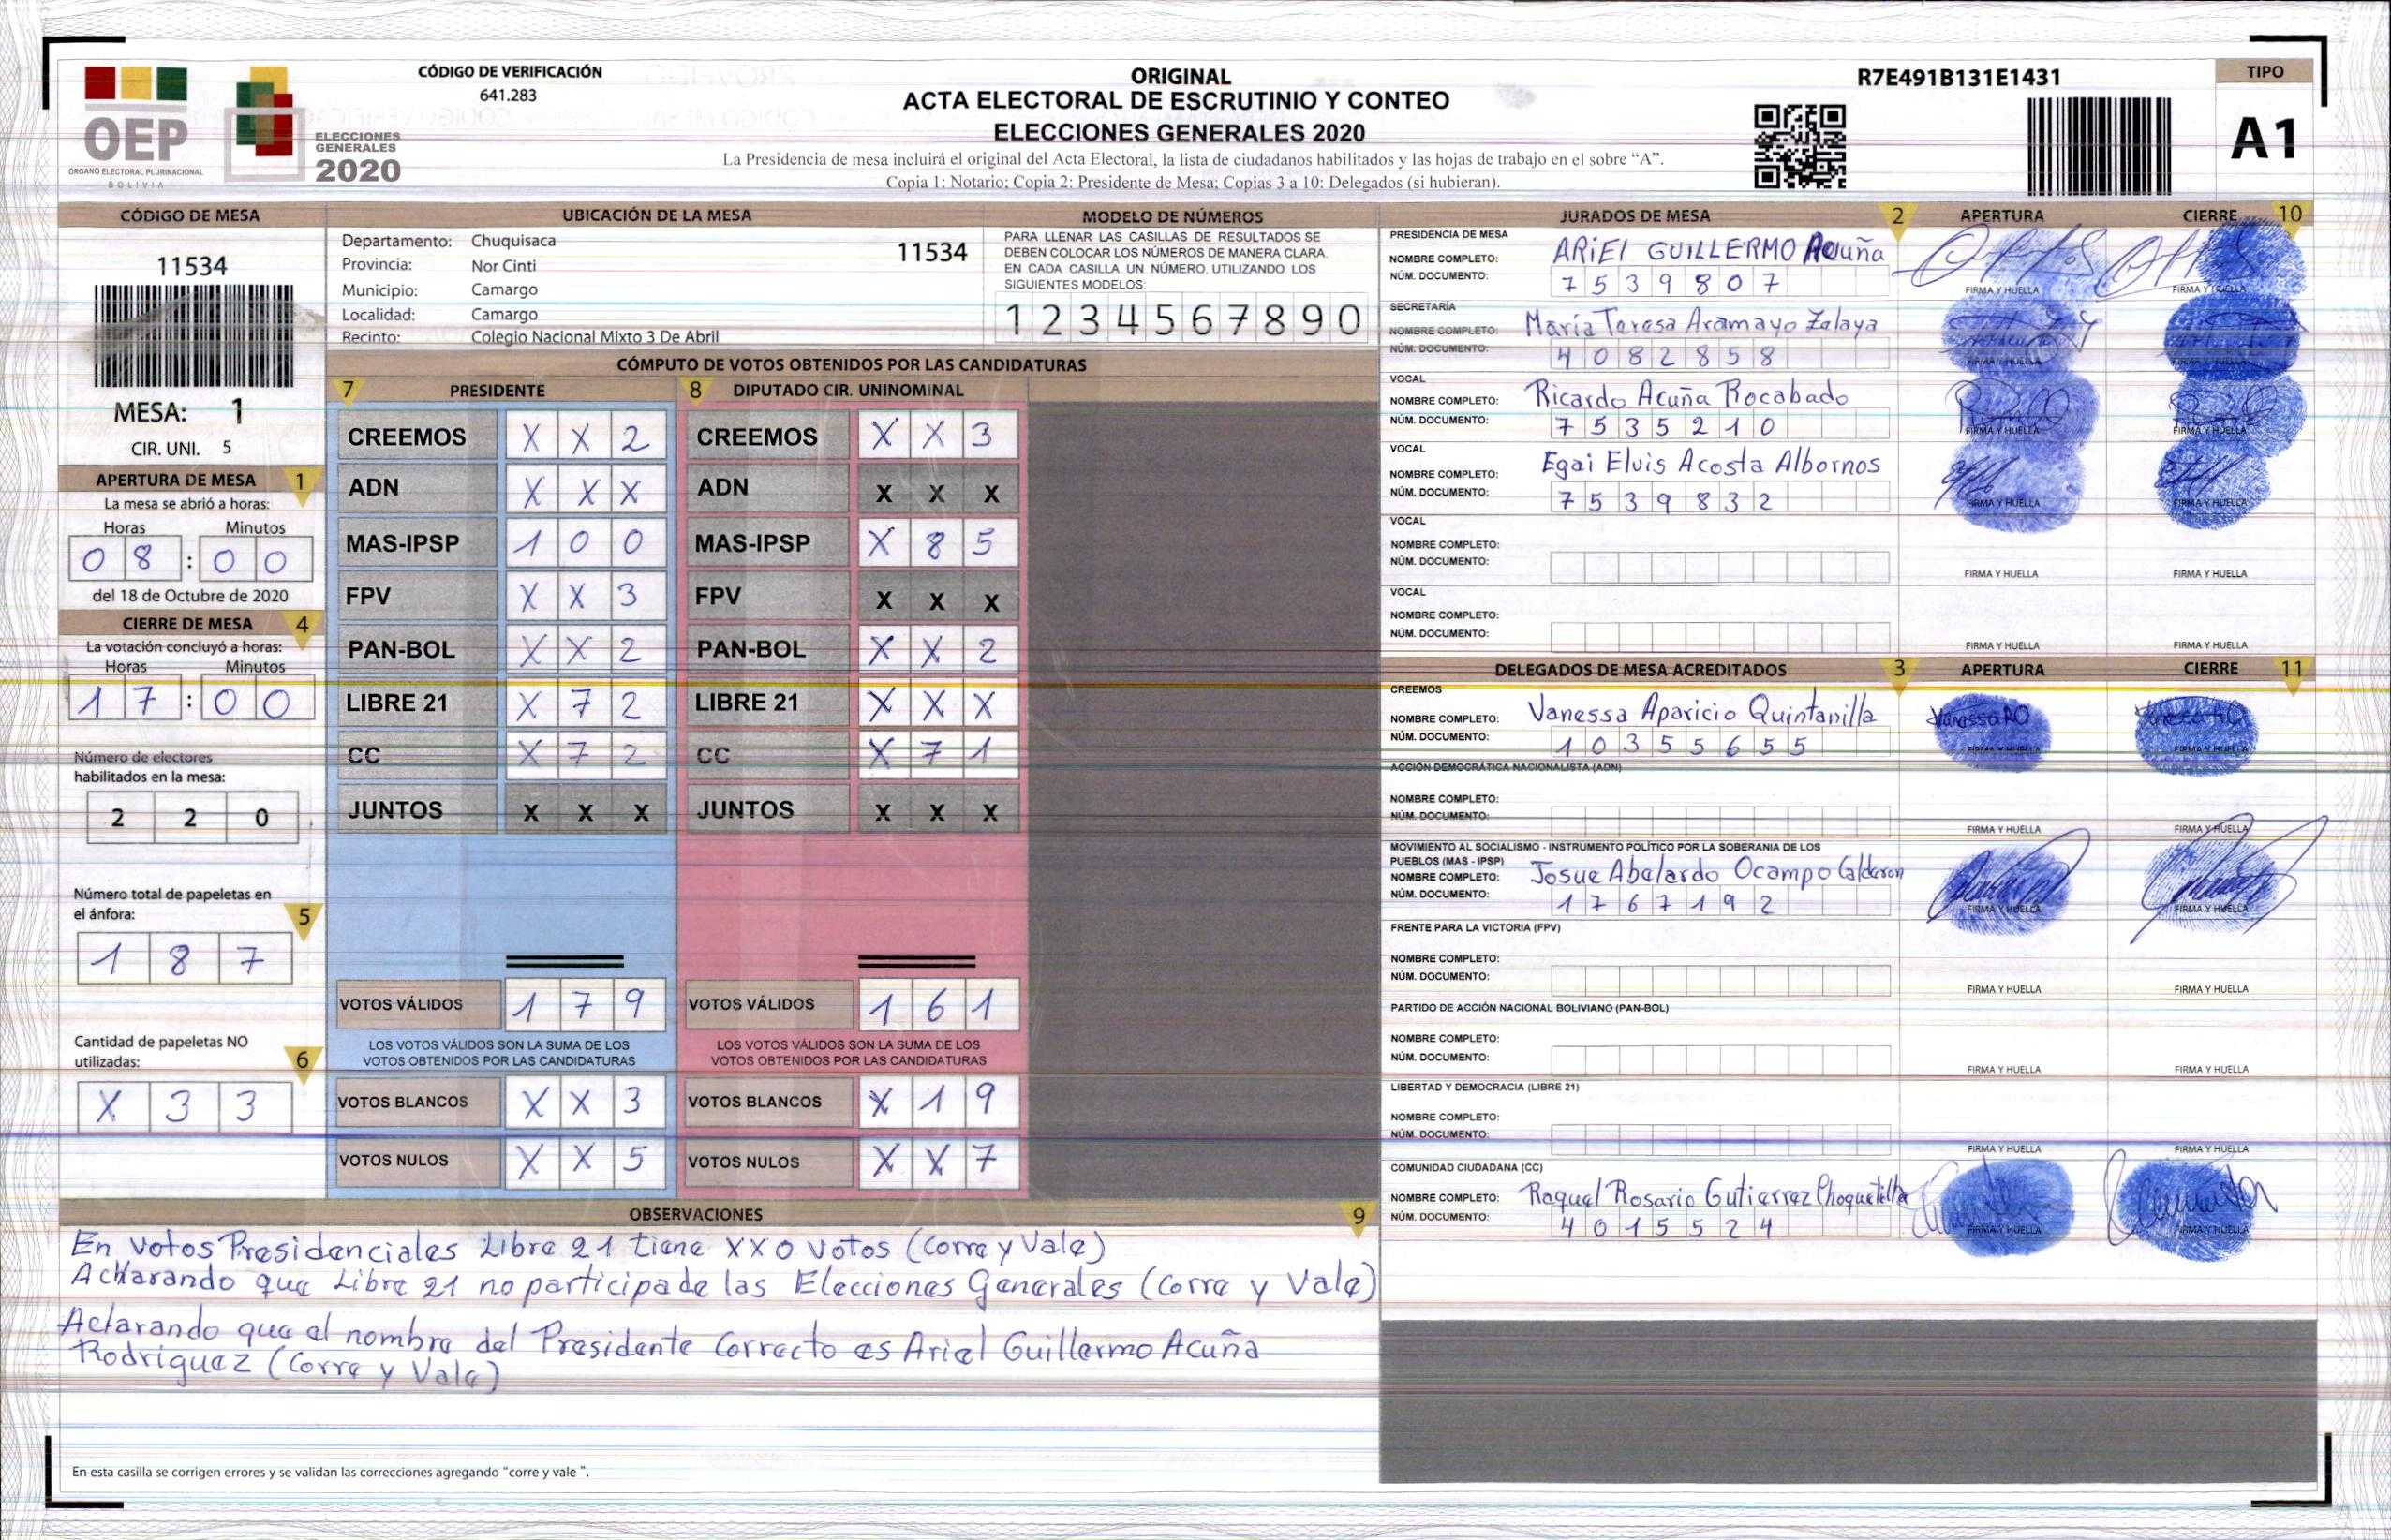 CÓDIGO DE VERIFICACIÓN
641.283
OEP
ÓRGANO ELECTORAL PLURINACIONAL
BOLIVIA
ELECCIONES
GENERALES
2020
ORIGINAL
ACTA ELECTORAL DE ESCRUTINIO Y CONTEO
ELECCIONES GENERALES 2020
La Presidencia de mesa incluirá el original del Acta Electoral, la lista de ciudadanos habilitados y las hojas de trabajo en el sobre “A”.
Copia 1: Notario; Copia 2: Presidente de Mesa; Copias 3 a 10: Delegados (si hubieran).
R7E491B131E1431
TIPO
A1
CÓDIGO DE MESA
11534
MESA: 1
CIR. UNI. 5
APERTURA DE MESA 1
La mesa se abrió a horas:
Horas Minutos
0 8 : 0 0
del 18 de Octubre de 2020
CIERRE DE MESA 4
La votación concluyó a horas:
Horas Minutos
1 7 : 0 0
Número de electores
habilitados en la mesa:
2 2 0
Número total de papeletas en
el ánfora: 5
1 8 7
Cantidad de papeletas NO
utilizadas: 6
X 3 3
UBICACIÓN DE LA MESA
Departamento: Chuquisaca
11534
Provincia: Nor Cinti
Municipio: Camargo
Localidad: Camargo
Recinto: Colegio Nacional Mixto 3 De Abril
MODELO DE NÚMEROS
PARA LLENAR LAS CASILLAS DE RESULTADOS SE
DEBEN COLOCAR LOS NÚMEROS DE MANERA CLARA.
EN CADA CASILLA UN NÚMERO, UTILIZANDO LOS
SIGUIENTES MODELOS:
1 2 3 4 5 6 7 8 9 0
CÓMPUTO DE VOTOS OBTENIDOS POR LAS CANDIDATURAS
7 PRESIDENTE
CREEMOS X X 2
ADN X X X
MAS-IPSP 1 0 0
FPV X X 3
PAN-BOL X X 2
LIBRE 21 X 7 2
CC X 7 2
JUNTOS X X X
VOTOS VÁLIDOS 1 7 9
LOS VOTOS VÁLIDOS SON LA SUMA DE LOS
VOTOS OBTENIDOS POR LAS CANDIDATURAS
VOTOS BLANCOS X X 3
VOTOS NULOS X X 5
8 DIPUTADO CIR. UNINOMINAL
CREEMOS X X 3
ADN X X X
MAS-IPSP X 8 5
FPV X X X
PAN-BOL X X 2
LIBRE 21 X X X
CC X 7 1
JUNTOS X X X
VOTOS VÁLIDOS 1 6 1
LOS VOTOS VÁLIDOS SON LA SUMA DE LOS
VOTOS OBTENIDOS POR LAS CANDIDATURAS
VOTOS BLANCOS X 1 9
VOTOS NULOS X X 7
OBSERVACIONES 9
En Votos Presidenciales Libre 21 tiene XX0 votos (Corre y Vale)
Aclarando que Libre 21 no participa de las Elecciones Generales (Corre y Vale)
Aclarando que el nombre del Presidente Correcto es Ariel Guillermo Acuña
Rodriguez (Corre y Vale)
En esta casilla se corrigen errores y se validan las correcciones agregando “corre y vale ”.
JURADOS DE MESA 2 APERTURA CIERRE 10
PRESIDENCIA DE MESA
NOMBRE COMPLETO: ARIEl GUILLERMO Acuña
NÚM. DOCUMENTO: 7 5 3 9 8 0 7
FIRMA Y HUELLA FIRMA Y HUELLA
SECRETARÍA
NOMBRE COMPLETO: María Teresa Aramayo Zelaya
NÚM. DOCUMENTO: 4 0 8 2 8 5 8
FIRMA Y HUELLA FIRMA Y HUELLA
VOCAL
NOMBRE COMPLETO: Ricardo Acuña Rocabado
NÚM. DOCUMENTO: 7 5 3 5 2 1 0
FIRMA Y HUELLA FIRMA Y HUELLA
VOCAL
NOMBRE COMPLETO: Egai Elvis Acosta Albornos
NÚM. DOCUMENTO: 7 5 3 9 8 3 2
FIRMA Y HUELLA FIRMA Y HUELLA
VOCAL
NOMBRE COMPLETO:
NÚM. DOCUMENTO:
FIRMA Y HUELLA FIRMA Y HUELLA
VOCAL
NOMBRE COMPLETO:
NÚM. DOCUMENTO:
FIRMA Y HUELLA FIRMA Y HUELLA
DELEGADOS DE MESA ACREDITADOS 3 APERTURA CIERRE 11
CREEMOS
NOMBRE COMPLETO: Vanessa Aparicio Quintanilla
NÚM. DOCUMENTO: 1 0 3 5 5 6 5 5
FIRMA Y HUELLA FIRMA Y HUELLA
ACCIÓN DEMOCRÁTICA NACIONALISTA (ADN)
NOMBRE COMPLETO:
NÚM. DOCUMENTO:
FIRMA Y HUELLA FIRMA Y HUELLA
MOVIMIENTO AL SOCIALISMO - INSTRUMENTO POLÍTICO POR LA SOBERANIA DE LOS
PUEBLOS (MAS - IPSP)
NOMBRE COMPLETO: Josue Abelardo Ocampo Calderon
NÚM. DOCUMENTO: 1 7 6 7 1 9 2
FIRMA Y HUELLA FIRMA Y HUELLA
FRENTE PARA LA VICTORIA (FPV)
NOMBRE COMPLETO:
NÚM. DOCUMENTO:
FIRMA Y HUELLA FIRMA Y HUELLA
PARTIDO DE ACCIÓN NACIONAL BOLIVIANO (PAN-BOL)
NOMBRE COMPLETO:
NÚM. DOCUMENTO:
FIRMA Y HUELLA FIRMA Y HUELLA
LIBERTAD Y DEMOCRACIA (LIBRE 21)
NOMBRE COMPLETO:
NÚM. DOCUMENTO:
FIRMA Y HUELLA FIRMA Y HUELLA
COMUNIDAD CIUDADANA (CC)
NOMBRE COMPLETO: Raquel Rosario Gutierrez
NÚM. DOCUMENTO: 4 0 1 5 5 2 4
FIRMA Y HUELLA FIRMA Y HUELLA